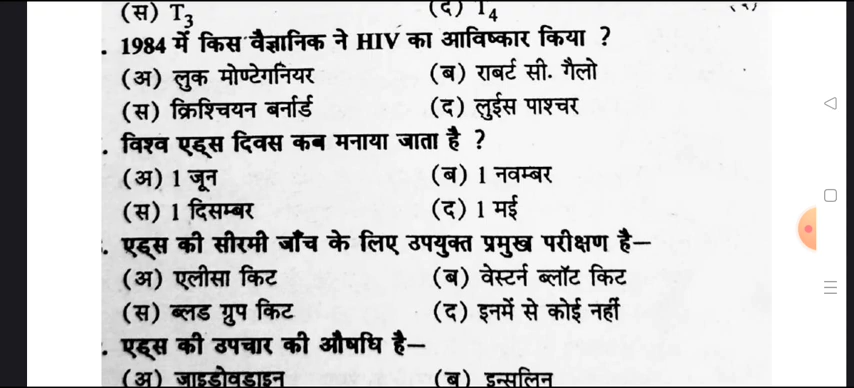 (स) T3 (द) T4
. 1984 में किस वैज्ञानिक ने HIV का आविष्कार किया ?
(अ) लुक मोण्टेगनियर (ब) राबर्ट सी. गैलो
(स) क्रिश्चियन बर्नार्ड (द) लुईस पाश्चर
. विश्व एड्स दिवस कब मनाया जाता है ?
(अ) 1 जून (ब) 1 नवम्बर
(स) 1 दिसम्बर (द) 1 मई
. एड्स की सीरमी जाँच के लिए उपयुक्त प्रमुख परीक्षण है—
(अ) एलीसा किट (ब) वेस्टर्न ब्लॉट किट
(स) ब्लड ग्रुप किट (द) इनमें से कोई नहीं
. एड्स की उपचार की औषधि है—
(अ) जाइडोवुडाइन (ब) इन्सुलिन